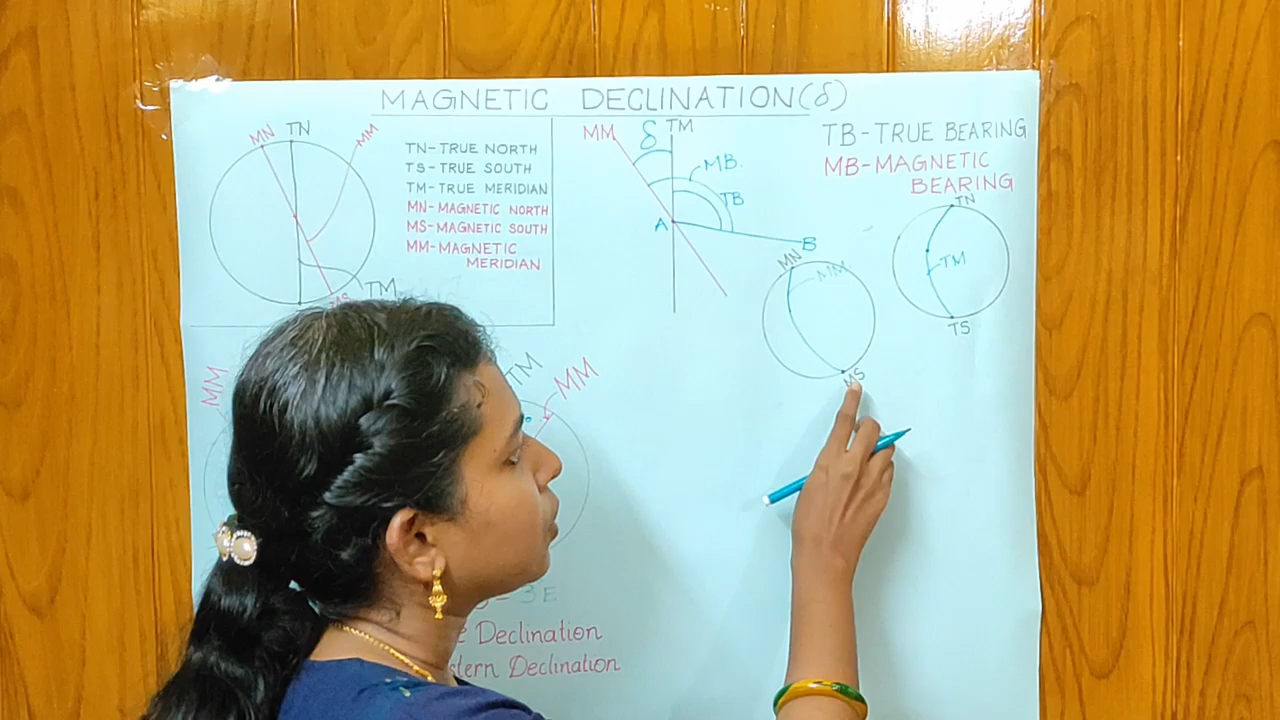 MAGNETIC DECLINATION(δ)
MN TN MM
TN-TRUE NORTH
TS-TRUE SOUTH
TM-TRUE MERIDIAN
MN-MAGNETIC NORTH
MS-MAGNETIC SOUTH
MM-MAGNETIC
MERIDIAN
TM
MS
MM δ TM
MB.
TB
A
B
TB-TRUE BEARING
MB-MAGNETIC
BEARING
TN
TM
TS
MN
MM
MS
MM
TM MM
3E
Declination
Declination